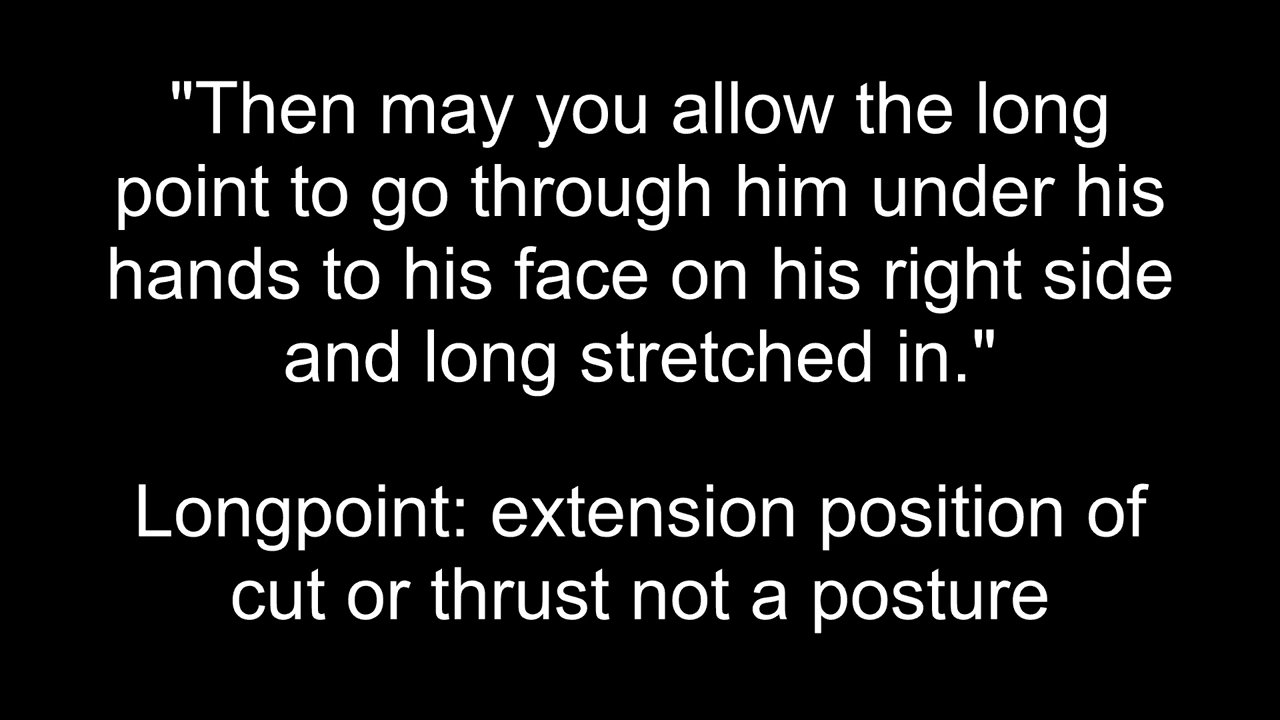 "Then may you allow the long
point to go through him under his
hands to his face on his right side
and long stretched in."
Longpoint: extension position of
cut or thrust not a posture